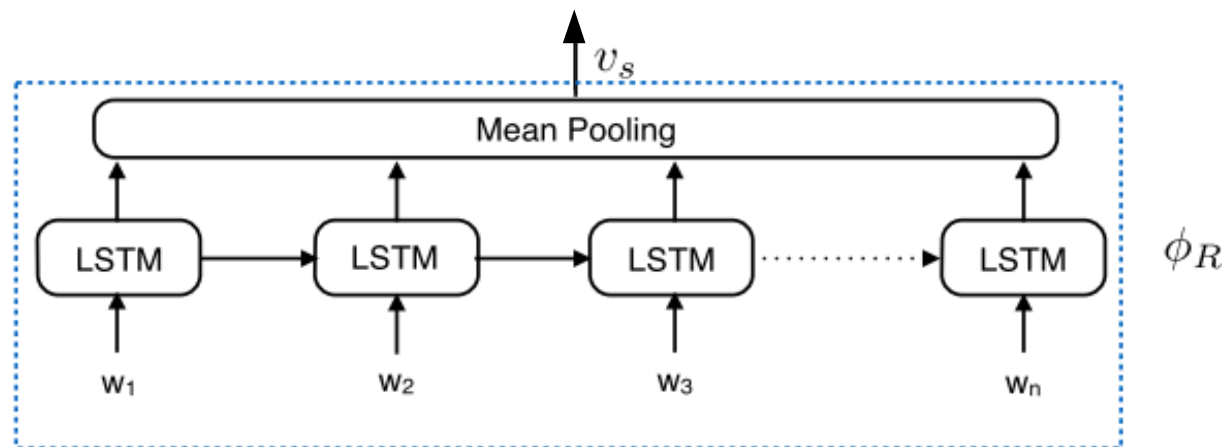 v_s
Mean Pooling
LSTM LSTM LSTM LSTM
ϕ_R
w₁ w₂ w₃ wₙ